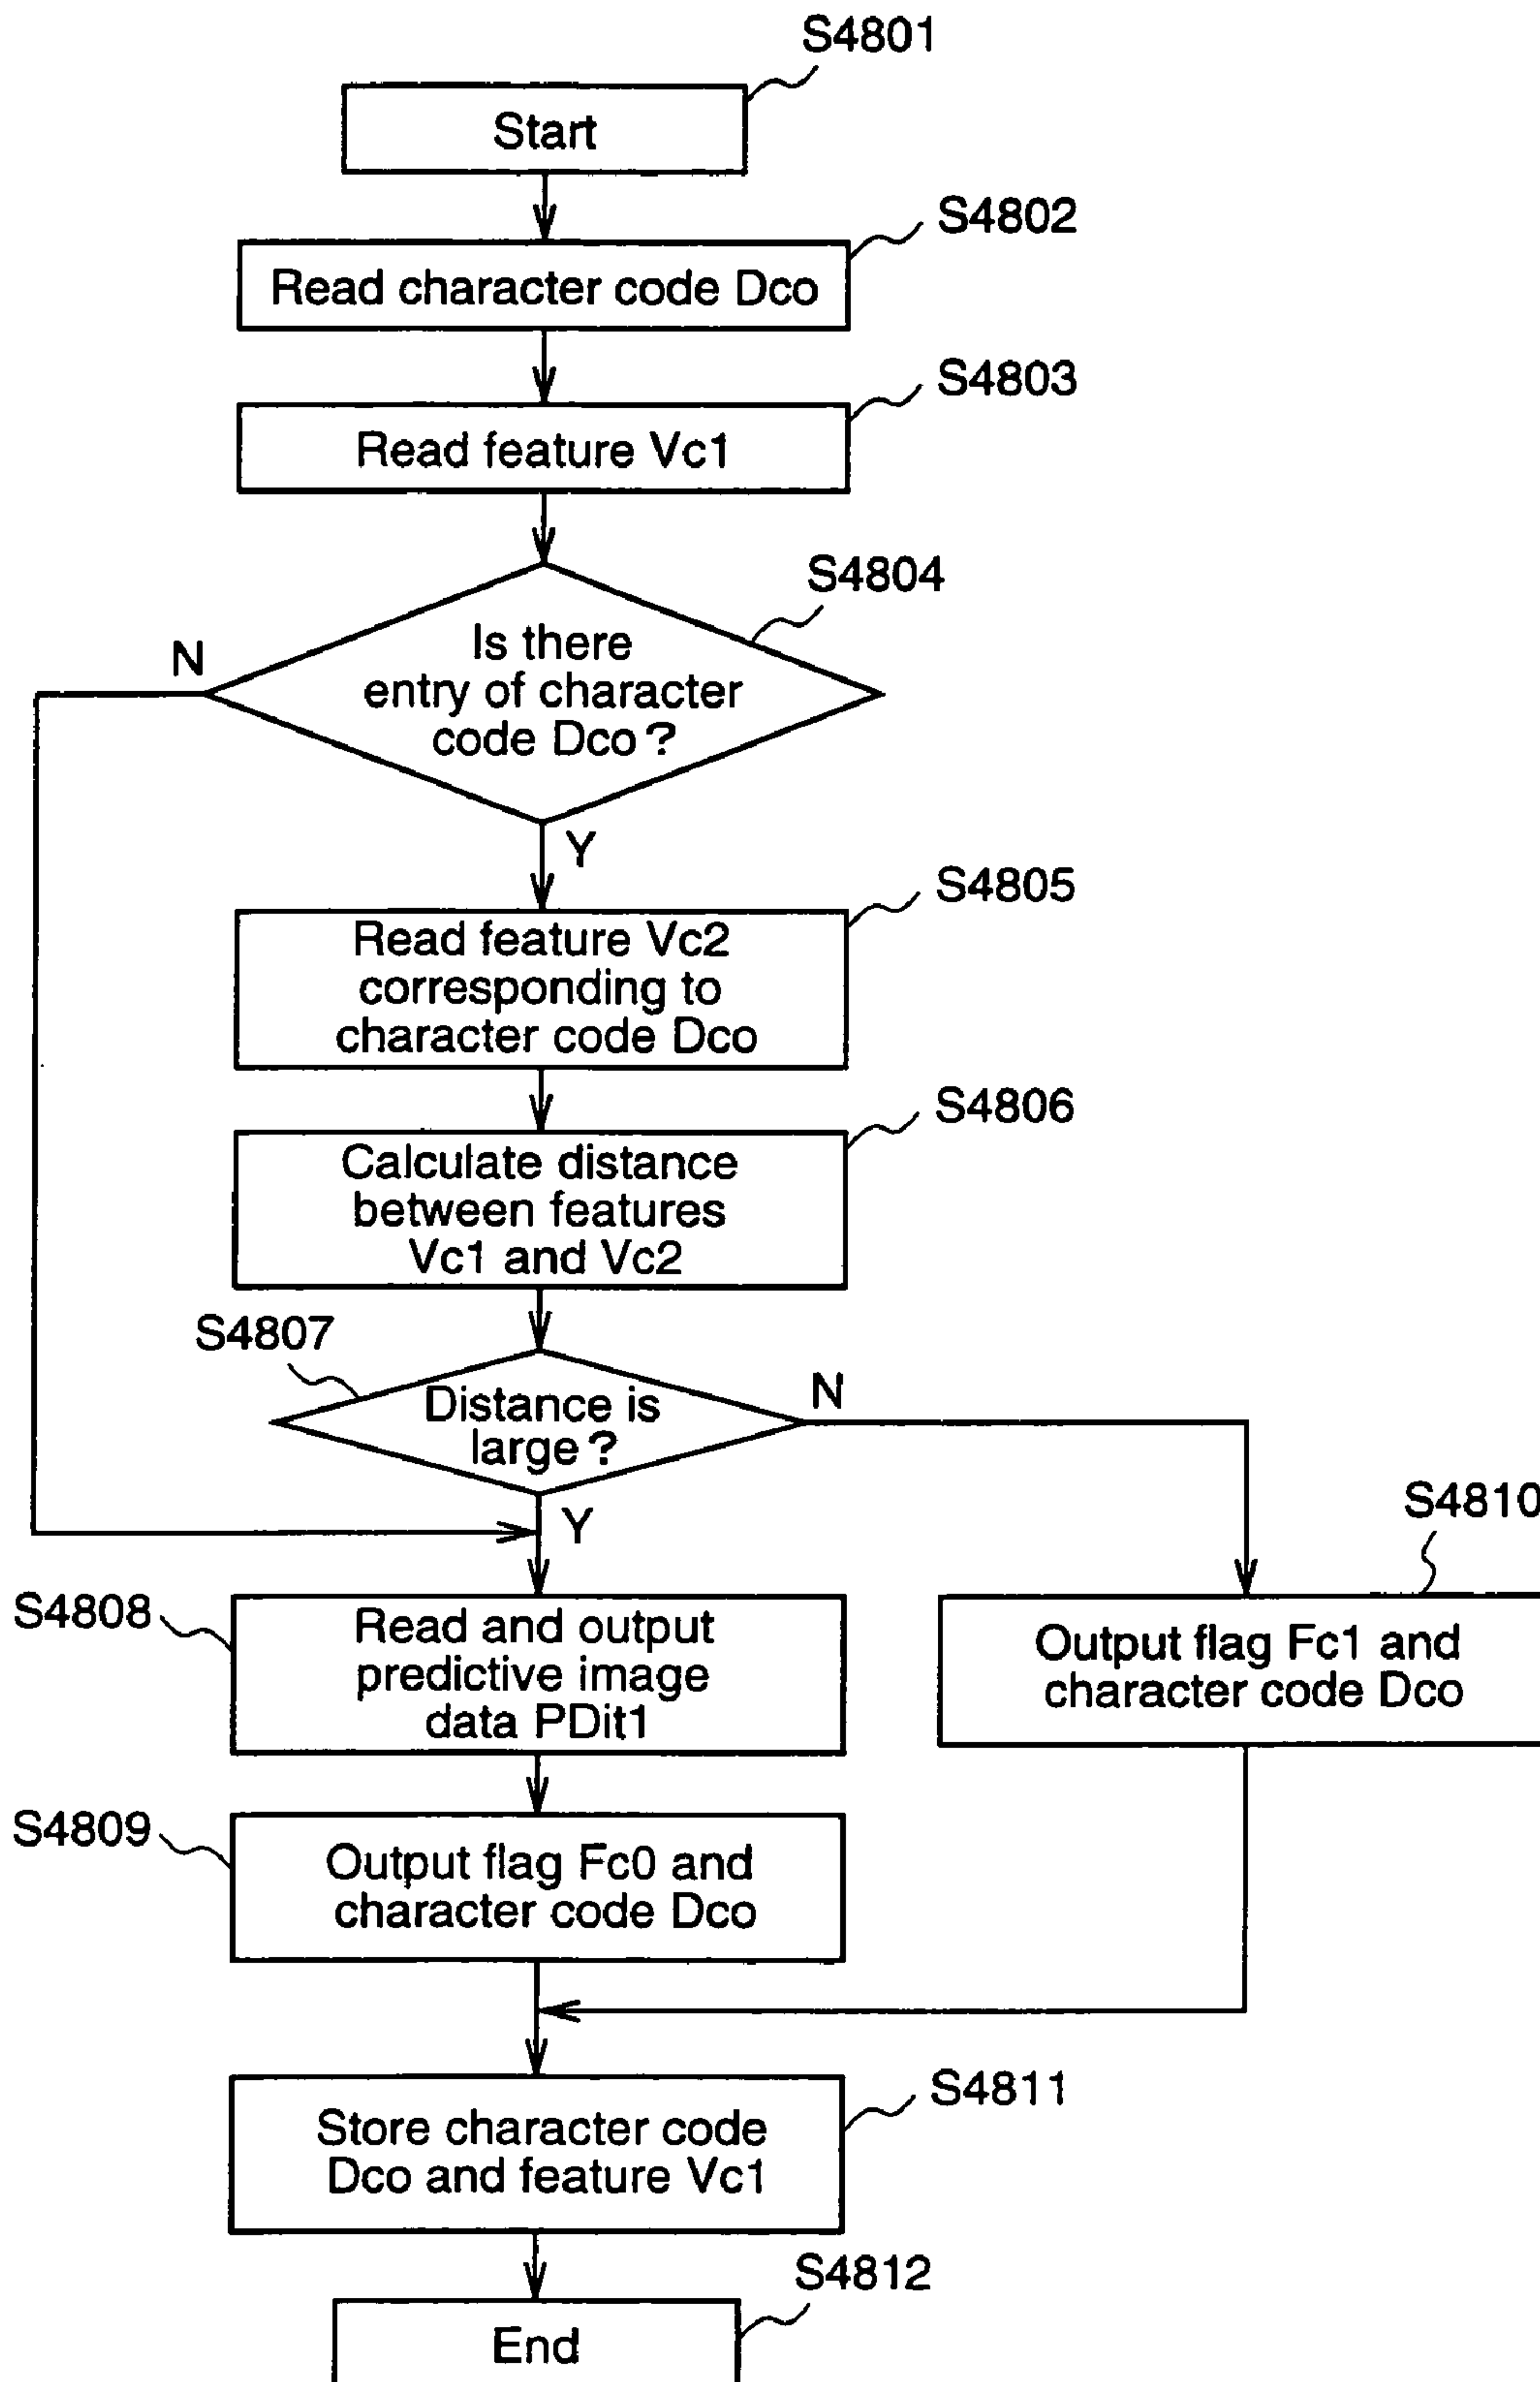 S4801
Start
S4802
Read character code Dco
S4803
Read feature Vc1
S4804
Is there
entry of character
code Dco?
N
Y
S4805
Read feature Vc2
corresponding to
character code Dco
S4806
Calculate distance
between features
Vc1 and Vc2
S4807
Distance is
large?
N
Y
S4808
Read and output
predictive image
data PDit1
S4810
Output flag Fc1 and
character code Dco
S4809
Output flag Fc0 and
character code Dco
S4811
Store character code
Dco and feature Vc1
S4812
End